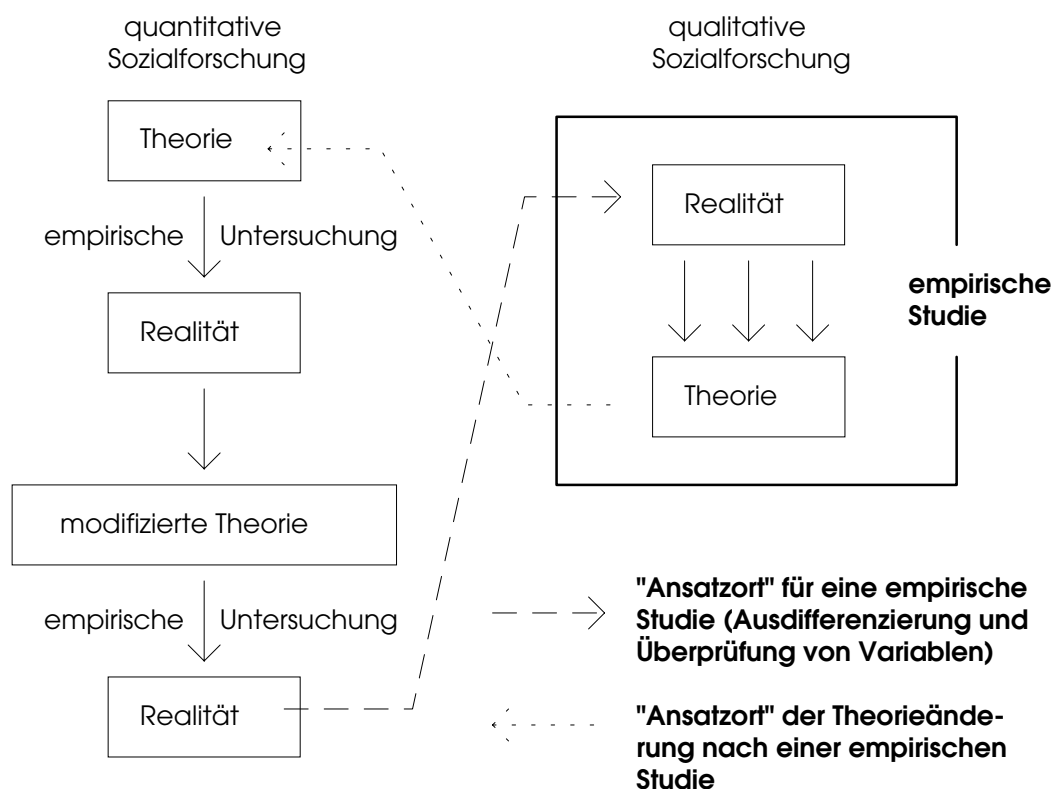 quantitative
Sozialforschung
Theorie
empirische Untersuchung
Realität
modifizierte Theorie
empirische Untersuchung
Realität
qualitative
Sozialforschung
Realität
Theorie
empirische
Studie
"Ansatzort" für eine empirische
Studie (Ausdifferenzierung und
Überprüfung von Variablen)
"Ansatzort" der Theorieände-
rung nach einer empirischen
Studie